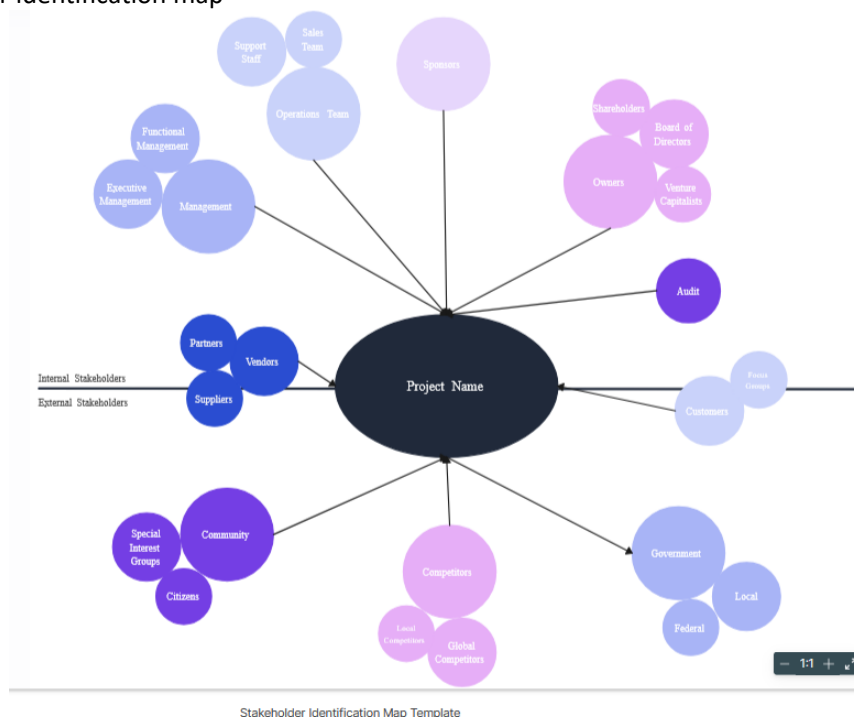 r Identification map
Sales
Team
Support
Staff
Sponsors
Operations Team
Shareholders
Board of
Directors
Functional
Management
Owners
Executive
Management
Venture
Capitalists
Management
Audit
Partners
Vendors
Internal Stakeholders
Project Name
Focus
Groups
External Stakeholders
Suppliers
Customers
Special
Interest
Groups
Community
Citizens
Competitors
Government
Local
Federal
Local
Competitors
Global
Competitors
1:1
Stakeholder Identification Map Template